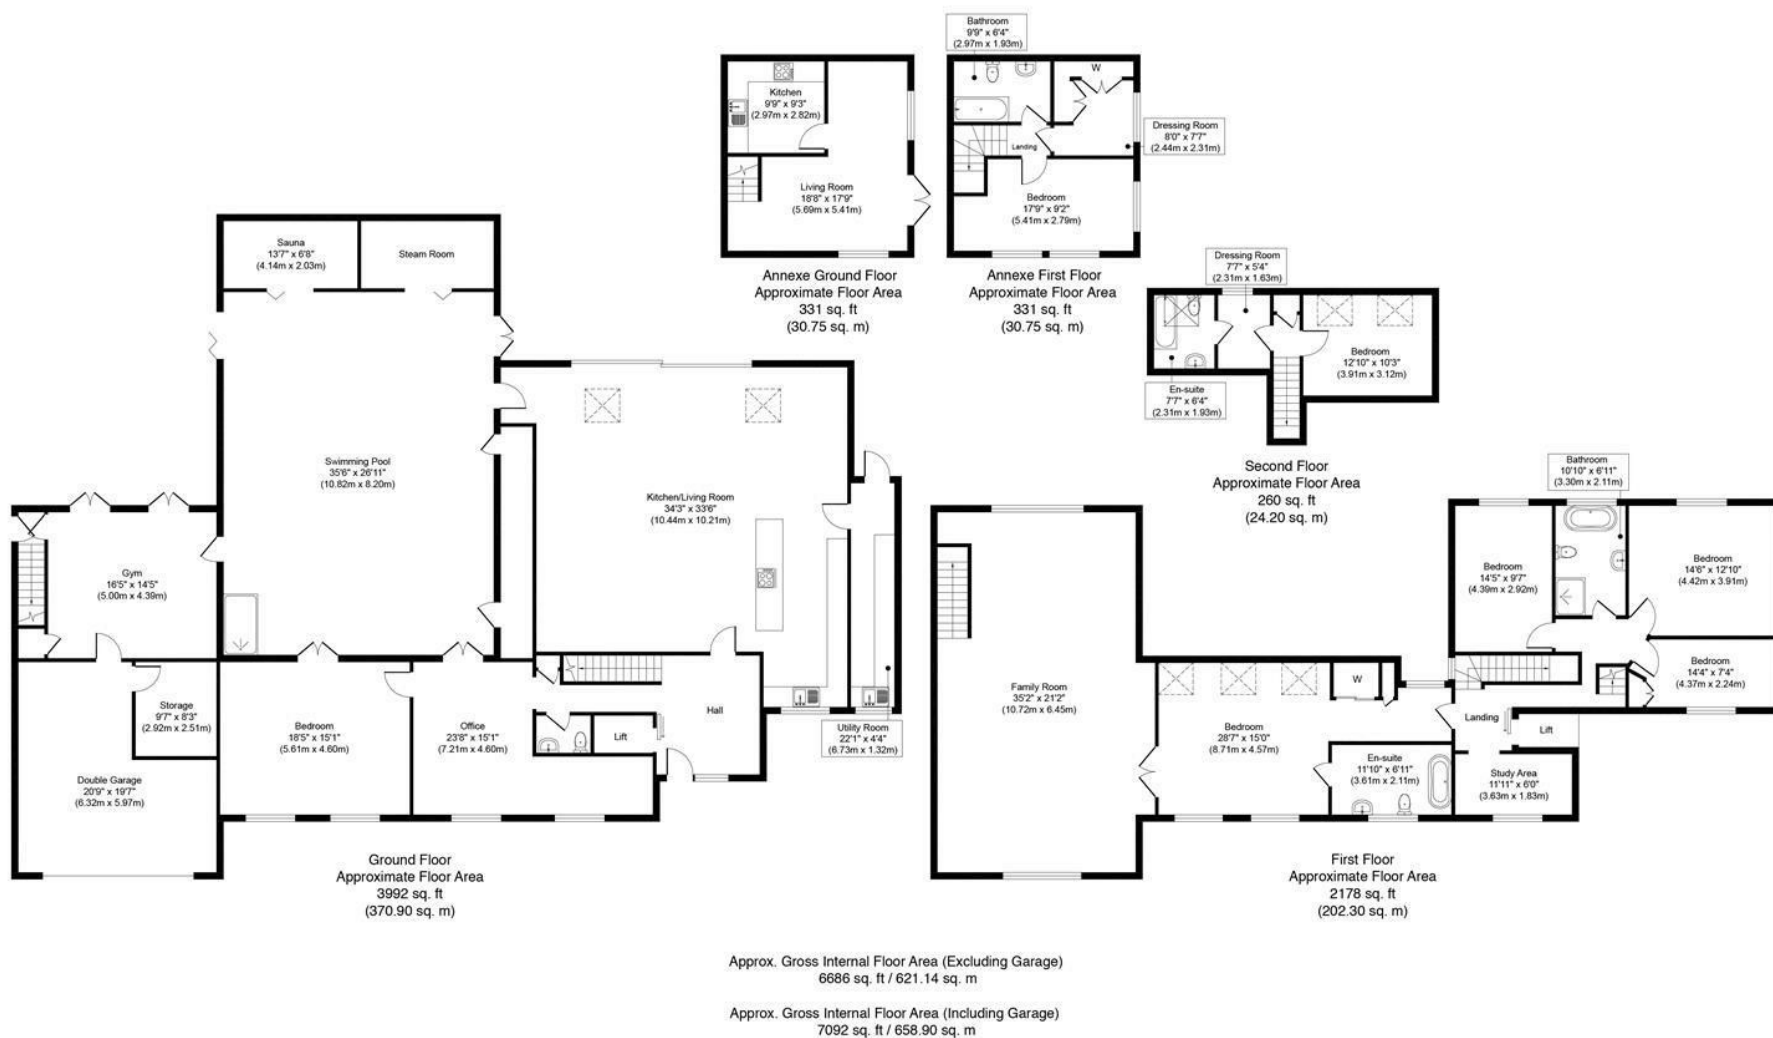 Bathroom
9'9" x 6'4"
(2.97m x 1.93m)
Kitchen
9'9" x 9'3"
(2.97m x 2.82m)
Living Room
18'8" x 17'9"
(5.69m x 5.41m)
Annexe Ground Floor
Approximate Floor Area
331 sq. ft
(30.75 sq. m)
W
Dressing Room
8'0" x 7'7"
(2.44m x 2.31m)
Landing
Bedroom
17'9" x 9'2"
(5.41m x 2.79m)
Annexe First Floor
Approximate Floor Area
331 sq. ft
(30.75 sq. m)
Dressing Room
7'7" x 5'4"
(2.31m x 1.63m)
Bedroom
12'10" x 10'3"
(3.91m x 3.12m)
En-suite
7'7" x 6'4"
(2.31m x 1.93m)
Second Floor
Approximate Floor Area
260 sq. ft
(24.20 sq. m)
Sauna
13'7" x 6'8"
(4.14m x 2.03m)
Steam Room
Swimming Pool
35'6" x 26'11"
(10.82m x 8.20m)
Kitchen/Living Room
34'3" x 33'6"
(10.44m x 10.21m)
Gym
16'5" x 14'5"
(5.00m x 4.39m)
Storage
9'7" x 8'3"
(2.92m x 2.51m)
Double Garage
20'9" x 19'7"
(6.32m x 5.97m)
Bedroom
18'5" x 15'1"
(5.61m x 4.60m)
Office
23'8" x 15'1"
(7.21m x 4.60m)
Lift
Hall
Utility Room
22'1" x 4'4"
(6.73m x 1.32m)
Ground Floor
Approximate Floor Area
3992 sq. ft
(370.90 sq. m)
Bathroom
10'10" x 6'11"
(3.30m x 2.11m)
Bedroom
14'5" x 9'7"
(4.39m x 2.92m)
Bedroom
14'6" x 12'10"
(4.42m x 3.91m)
Bedroom
14'4" x 7'4"
(4.37m x 2.24m)
Family Room
35'2" x 21'2"
(10.72m x 6.45m)
Bedroom
28'7" x 15'0"
(8.71m x 4.57m)
W
Landing
Lift
En-suite
11'10" x 6'11"
(3.61m x 2.11m)
Study Area
11'11" x 6'0"
(3.63m x 1.83m)
First Floor
Approximate Floor Area
2178 sq. ft
(202.30 sq. m)
Approx. Gross Internal Floor Area (Excluding Garage)
6686 sq. ft / 621.14 sq. m
Approx. Gross Internal Floor Area (Including Garage)
7092 sq. ft / 658.90 sq. m